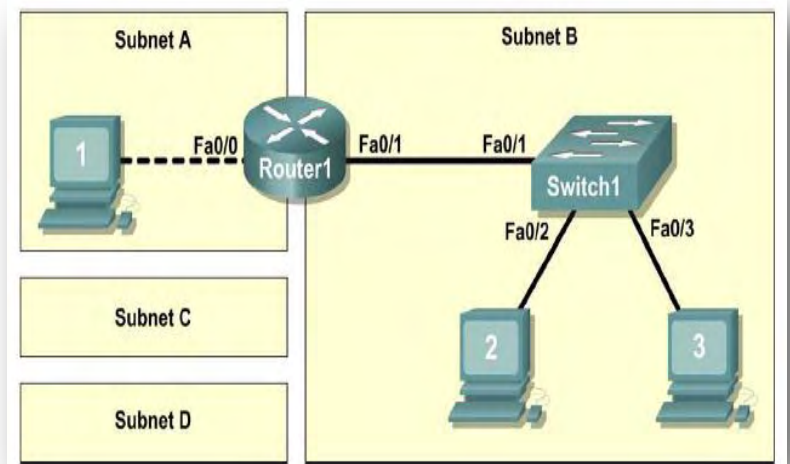 Subnet A
Subnet B
1
Fa0/0
Router1
Fa0/1
Fa0/1
Switch1
Fa0/2
Fa0/3
Subnet C
2
3
Subnet D